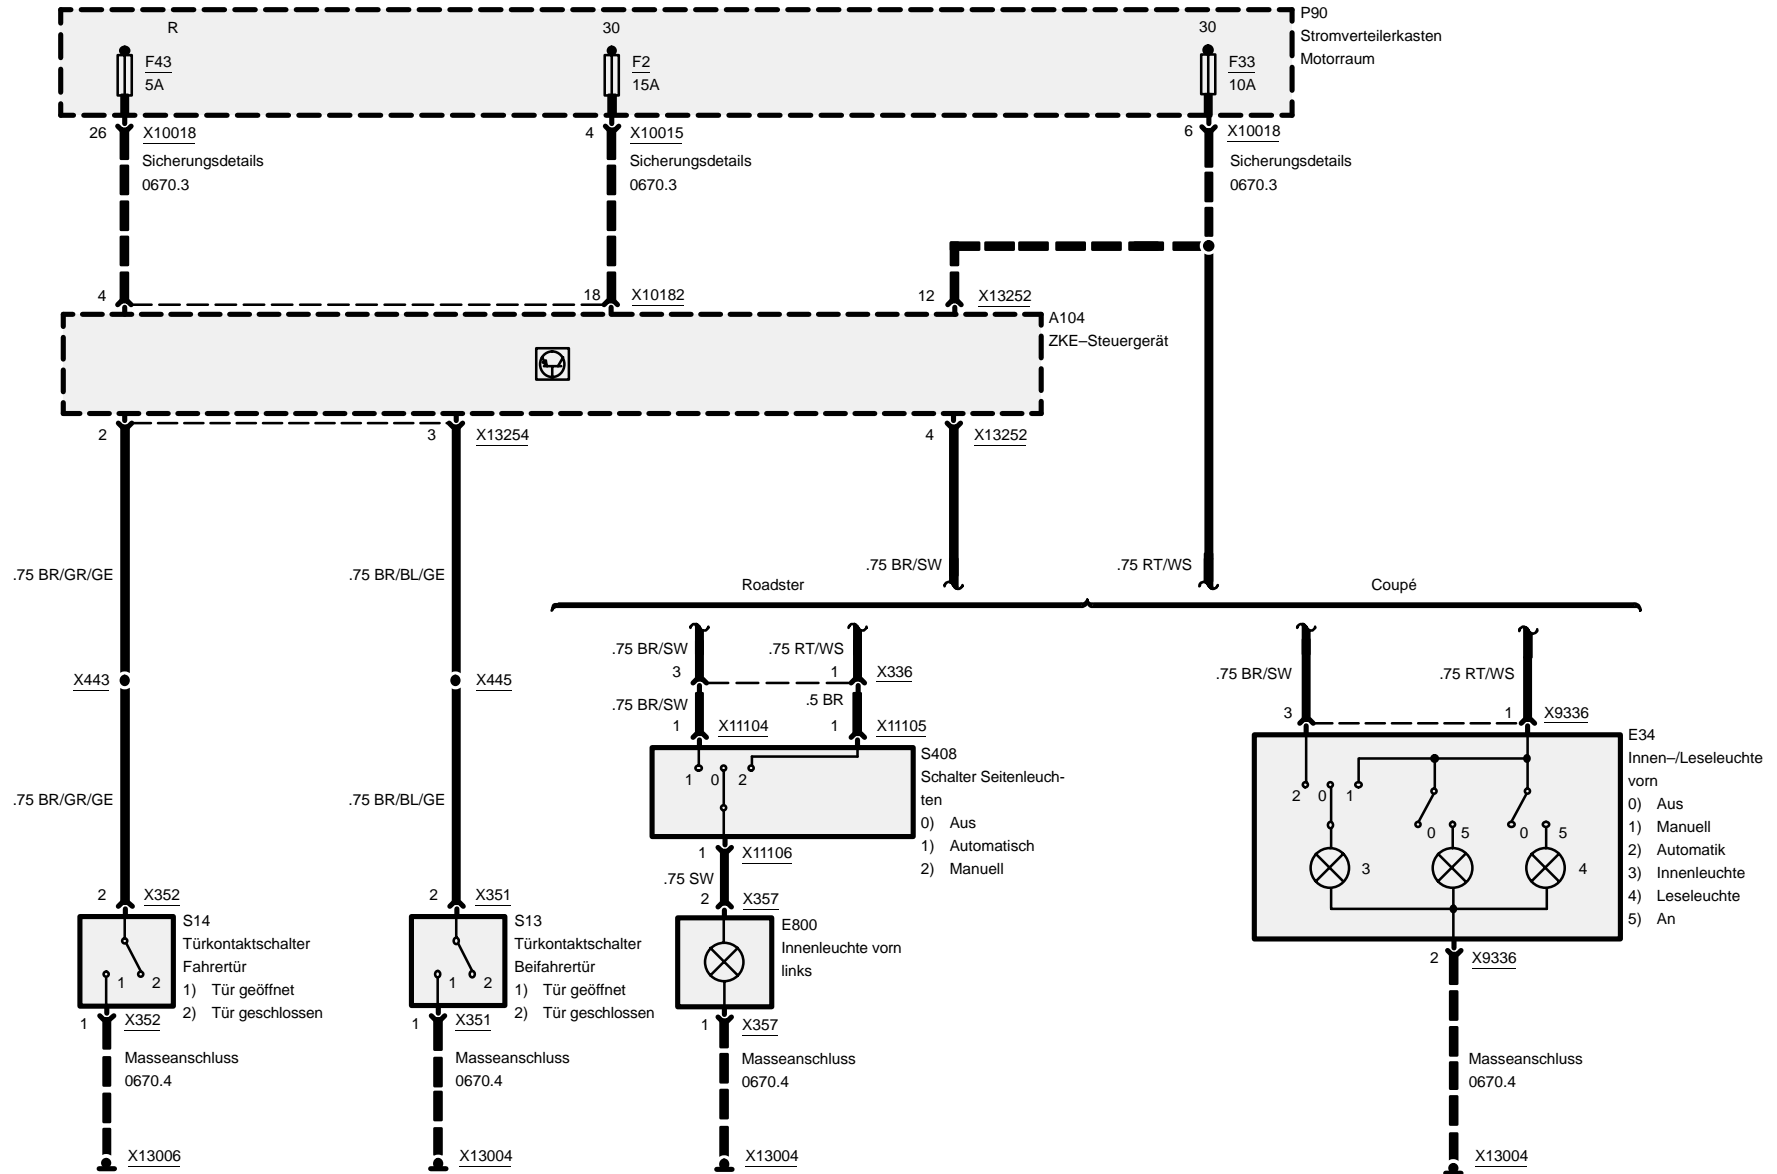 P90
Stromverteilerkasten
Motorraum
R
30
30
F43
5A
F2
15A
F33
10A
26 X10018
4 X10015
6 X10018
Sicherungsdetails
0670.3
Sicherungsdetails
0670.3
Sicherungsdetails
0670.3
4
18 X10182
12 X13252
A104
ZKE–Steuergerät
2
3 X13254
4 X13252
.75 BR/GR/GE
.75 BR/BL/GE
.75 BR/SW
.75 RT/WS
Roadster
Coupé
.75 BR/SW
.75 RT/WS
3
1 X336
.75 BR/SW
.5 BR
1 X11104
1 X11105
X443
X445
.75 BR/SW
.75 RT/WS
3
1 X9336
S408
Schalter Seitenleuch-
ten
0) Aus
1) Automatisch
2) Manuell
1 0 2
E34
Innen–/Leseleuchte
vorn
0) Aus
1) Manuell
2) Automatik
3) Innenleuchte
4) Leseleuchte
5) An
2 0 1
0 5
0 5
3
4
.75 BR/GR/GE
.75 BR/BL/GE
1 X11106
.75 SW
2 X357
2 X352
2 X351
S14
Türkontaktschalter
Fahrertür
1) Tür geöffnet
2) Tür geschlossen
1 2
S13
Türkontaktschalter
Beifahrertür
1) Tür geöffnet
2) Tür geschlossen
1 2
E800
Innenleuchte vorn
links
2 X9336
1 X352
1 X351
1 X357
Masseanschluss
0670.4
Masseanschluss
0670.4
Masseanschluss
0670.4
Masseanschluss
0670.4
X13006
X13004
X13004
X13004